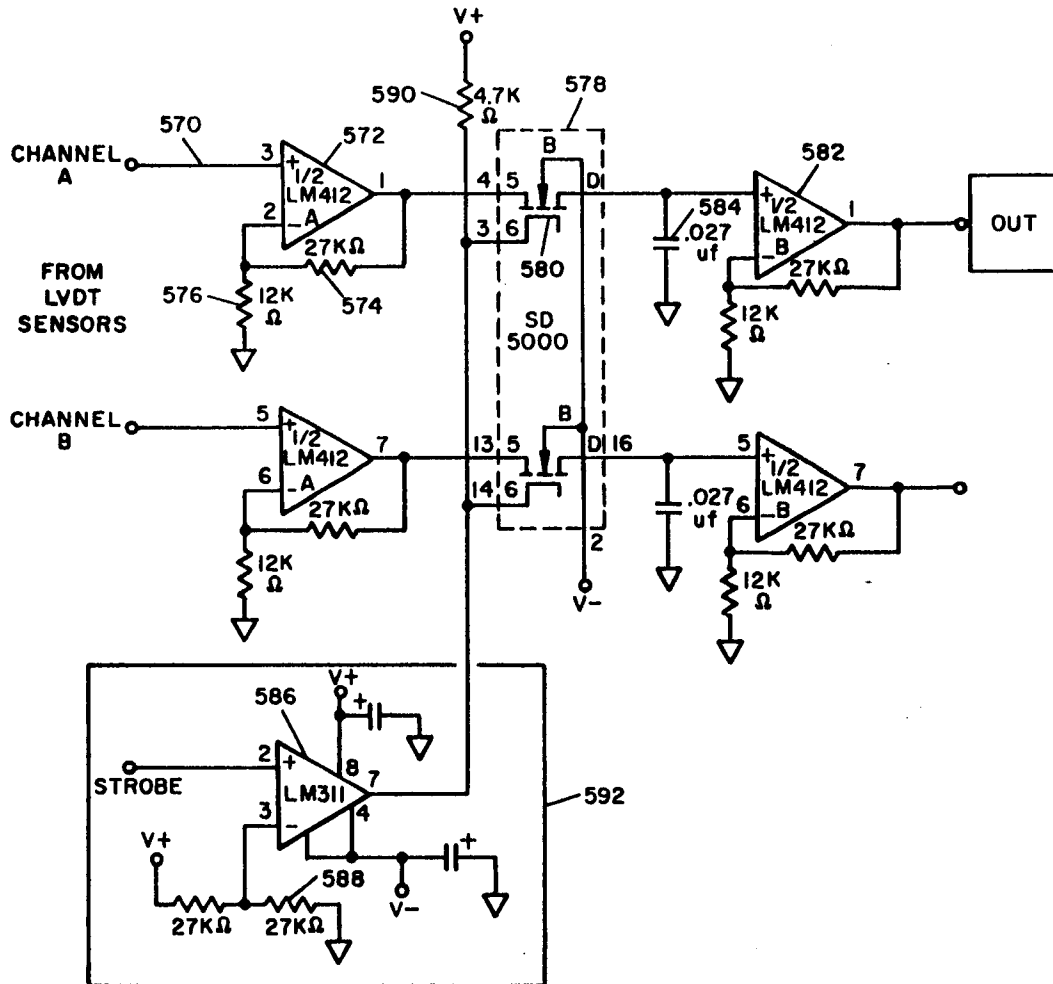 V+
590
4.7K
Ω
578
570
572
CHANNEL
A
3
+
1/2
LM412
A
1
2
−
27KΩ
574
576
12K
Ω
FROM
LVDT
SENSORS
4
5
B
D
3
6
580
SD
5000
584
.027
uf
582
+
1/2
LM412
−B
1
27KΩ
12K
Ω
OUT
CHANNEL
B
5
+
1/2
LM412
7
6
−A
27KΩ
12K
Ω
13
5
B
D
16
14
6
2
V−
.027
uf
5
+
1/2
LM412
7
6
−B
27KΩ
12K
Ω
V+
+
586
8
2
+
STROBE
LM311
7
3
−
4
592
V+
588
+
V−
27KΩ
27KΩ